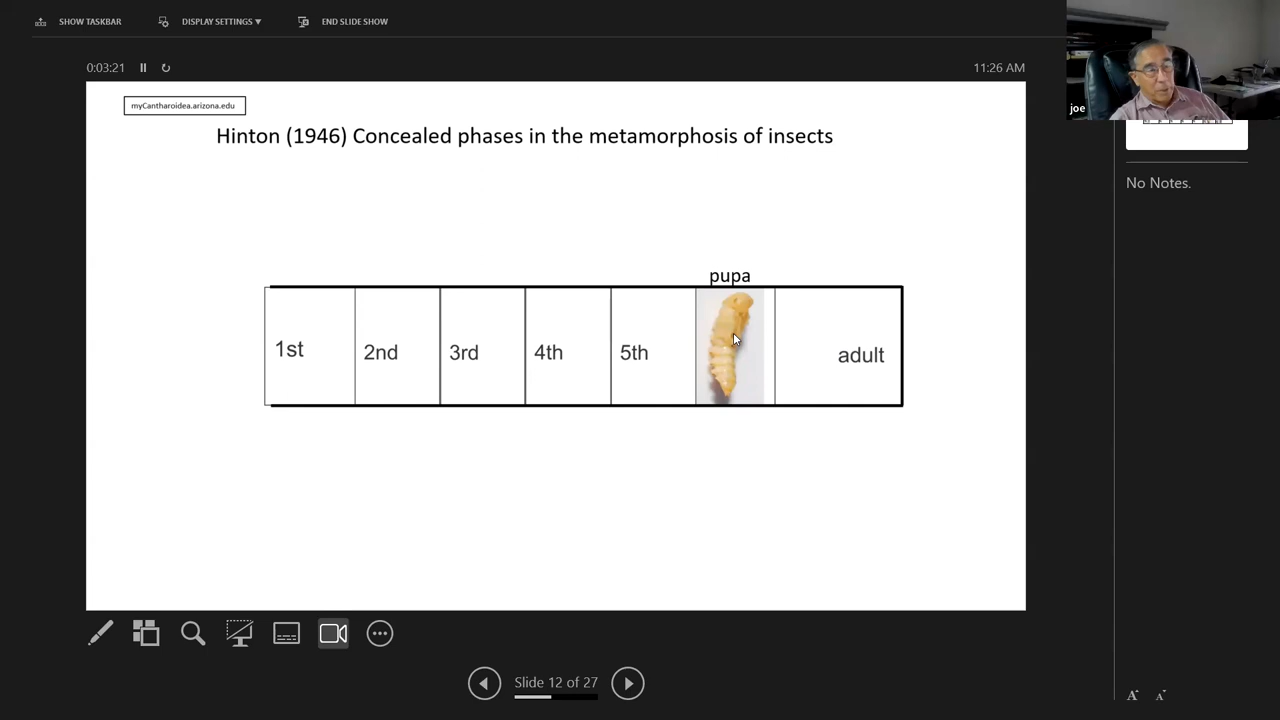 SHOW TASKBAR DISPLAY SETTINGS ▼ END SLIDE SHOW
0:03:21 11:26 AM
joe
myCantharoidea.arizona.edu
Hinton (1946) Concealed phases in the metamorphosis of insects
No Notes.
pupa
1st 2nd 3rd 4th 5th adult
Slide 12 of 27
A A